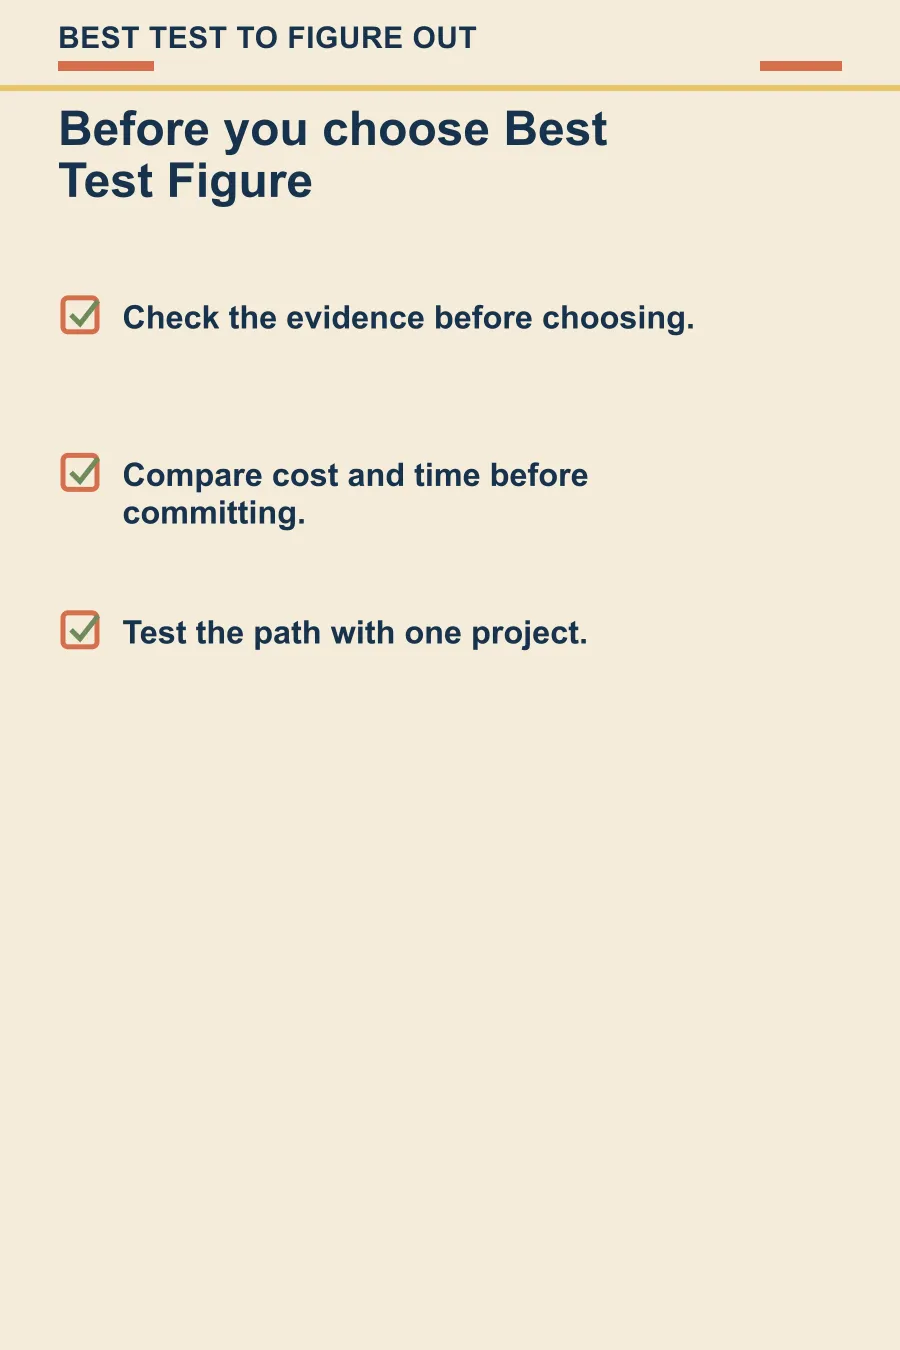 BEST TEST TO FIGURE OUT
Before you choose Best
Test Figure
Check the evidence before choosing.
Compare cost and time before
committing.
Test the path with one project.